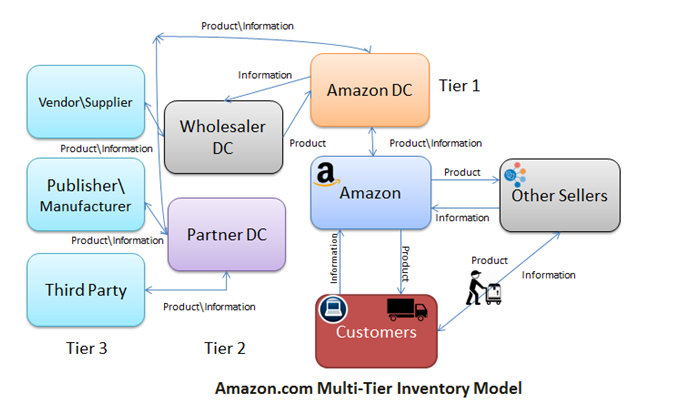 Product\Information
Information
Amazon DC
Tier 1
Vendor\Supplier
Wholesaler
DC
Product
Product\Information
Product\Information
Publisher\
Manufacturer
a
Amazon
Product
Other Sellers
Information
Partner DC
Product\Information
Information
Product
Product
Information
Third Party
Product\Information
Customers
Tier 3
Tier 2
Amazon.com Multi-Tier Inventory Model